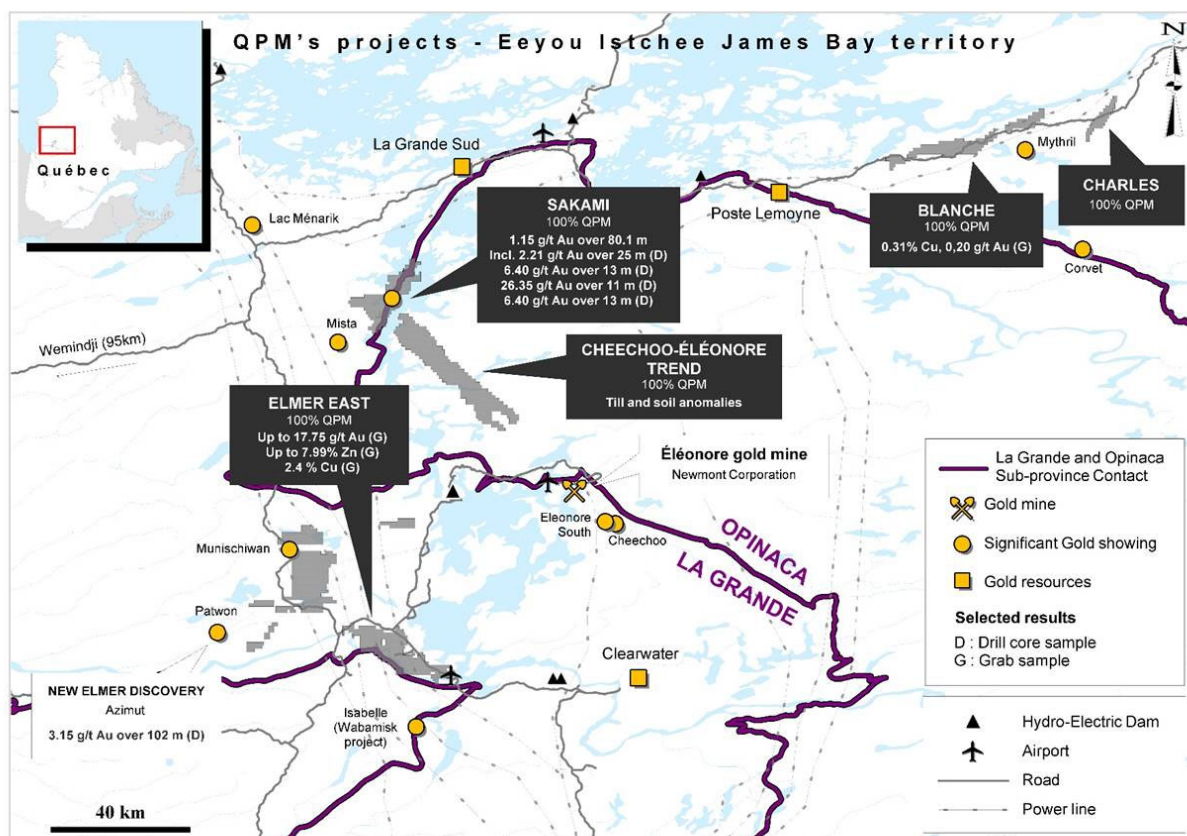 QPM's projects - Eeyou Istchee James Bay territory
N
Québec
La Grande Sud
Lac Ménarik
Mista
Wemindji (95km)
SAKAMI
100% QPM
1.15 g/t Au over 80.1 m
Incl. 2.21 g/t Au over 25 m (D)
6.40 g/t Au over 13 m (D)
26.35 g/t Au over 11 m (D)
6.40 g/t Au over 13 m (D)
Poste Lemoyne
Mythril
BLANCHE
100% QPM
0.31% Cu, 0,20 g/t Au (G)
CHARLES
100% QPM
Corvet
CHEECHOO-ÉLÉONORE
TREND
100% QPM
Till and soil anomalies
ELMER EAST
100% QPM
Up to 17.75 g/t Au (G)
Up to 7.99% Zn (G)
2.4 % Cu (G)
Éléonore gold mine
Newmont Corporation
Eleonore
South
Cheechoo
OPINACA
LA GRANDE
Munischiwan
Patwon
NEW ELMER DISCOVERY
Azimut
3.15 g/t Au over 102 m (D)
Isabelle
(Wabamisk
project)
Clearwater
40 km
La Grande and Opinaca
Sub-province Contact
Gold mine
Significant Gold showing
Gold resources
Selected results
D : Drill core sample
G : Grab sample
Hydro-Electric Dam
Airport
Road
Power line